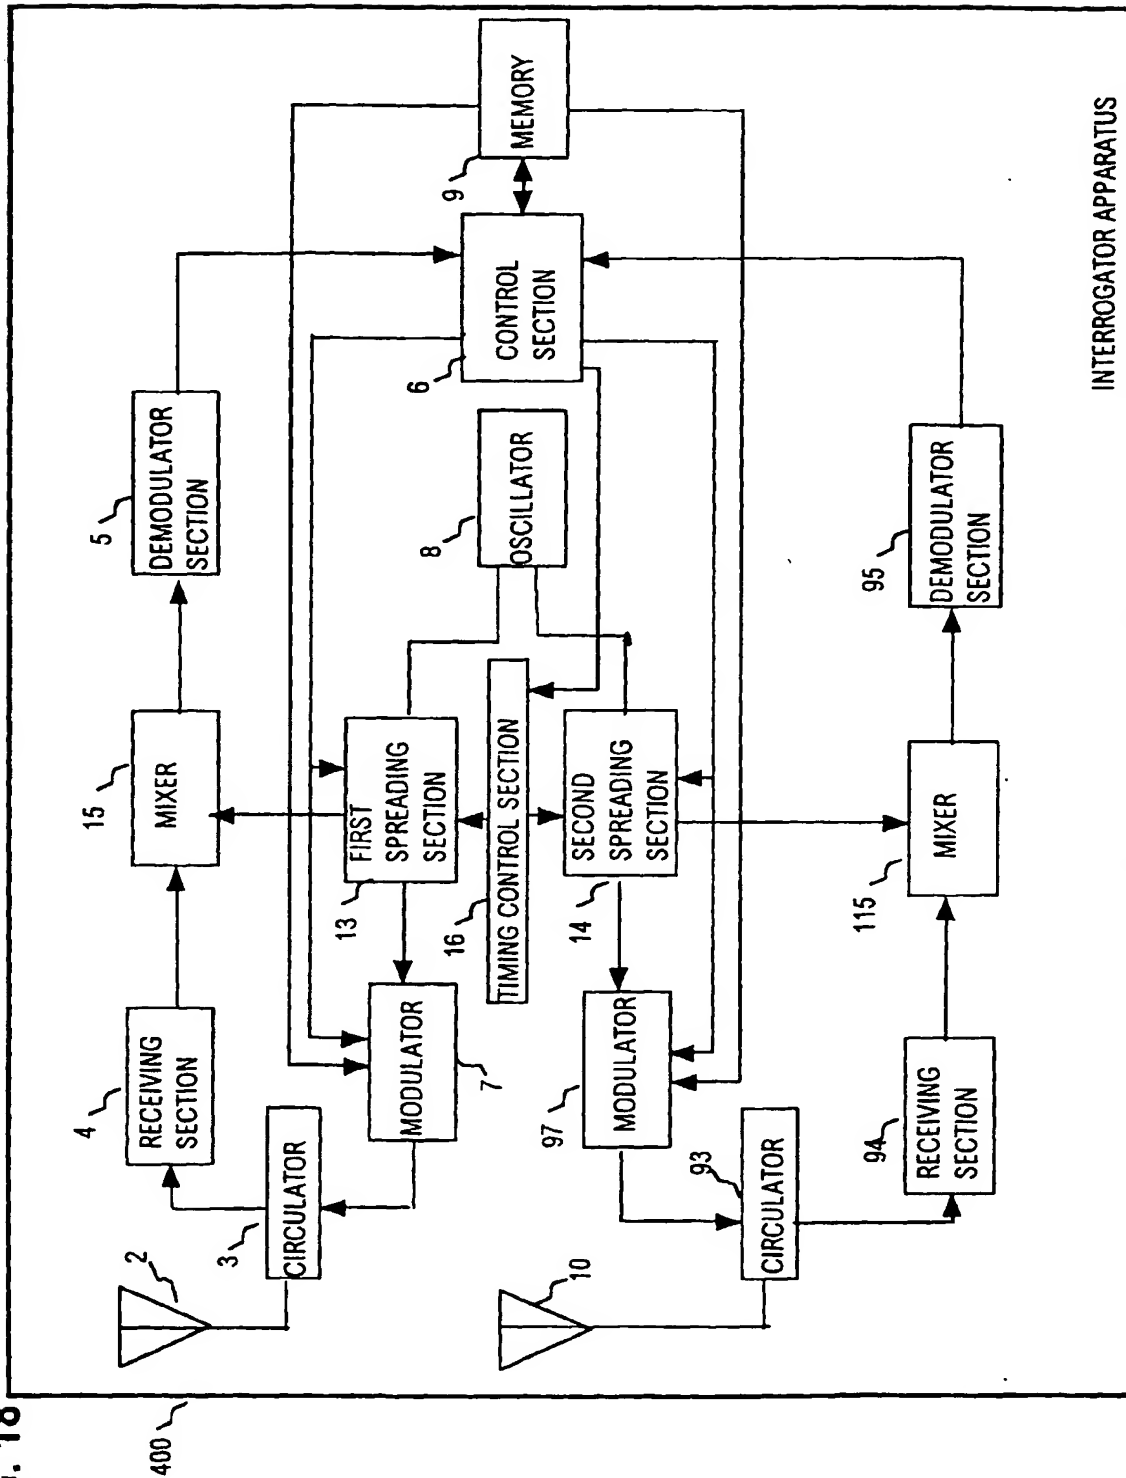 18
400
2
3
CIRCULATOR
4
RECEIVING
SECTION
15
MIXER
5
DEMODULATOR
SECTION
7
MODULATOR
13
FIRST
SPREADING
SECTION
16
TIMING CONTROL SECTION
8
OSCILLATOR
6
CONTROL
SECTION
9
MEMORY
10
97
MODULATOR
14
SECOND
SPREADING
SECTION
93
CIRCULATOR
94
RECEIVING
SECTION
115
MIXER
95
DEMODULATOR
SECTION
INTERROGATOR APPARATUS